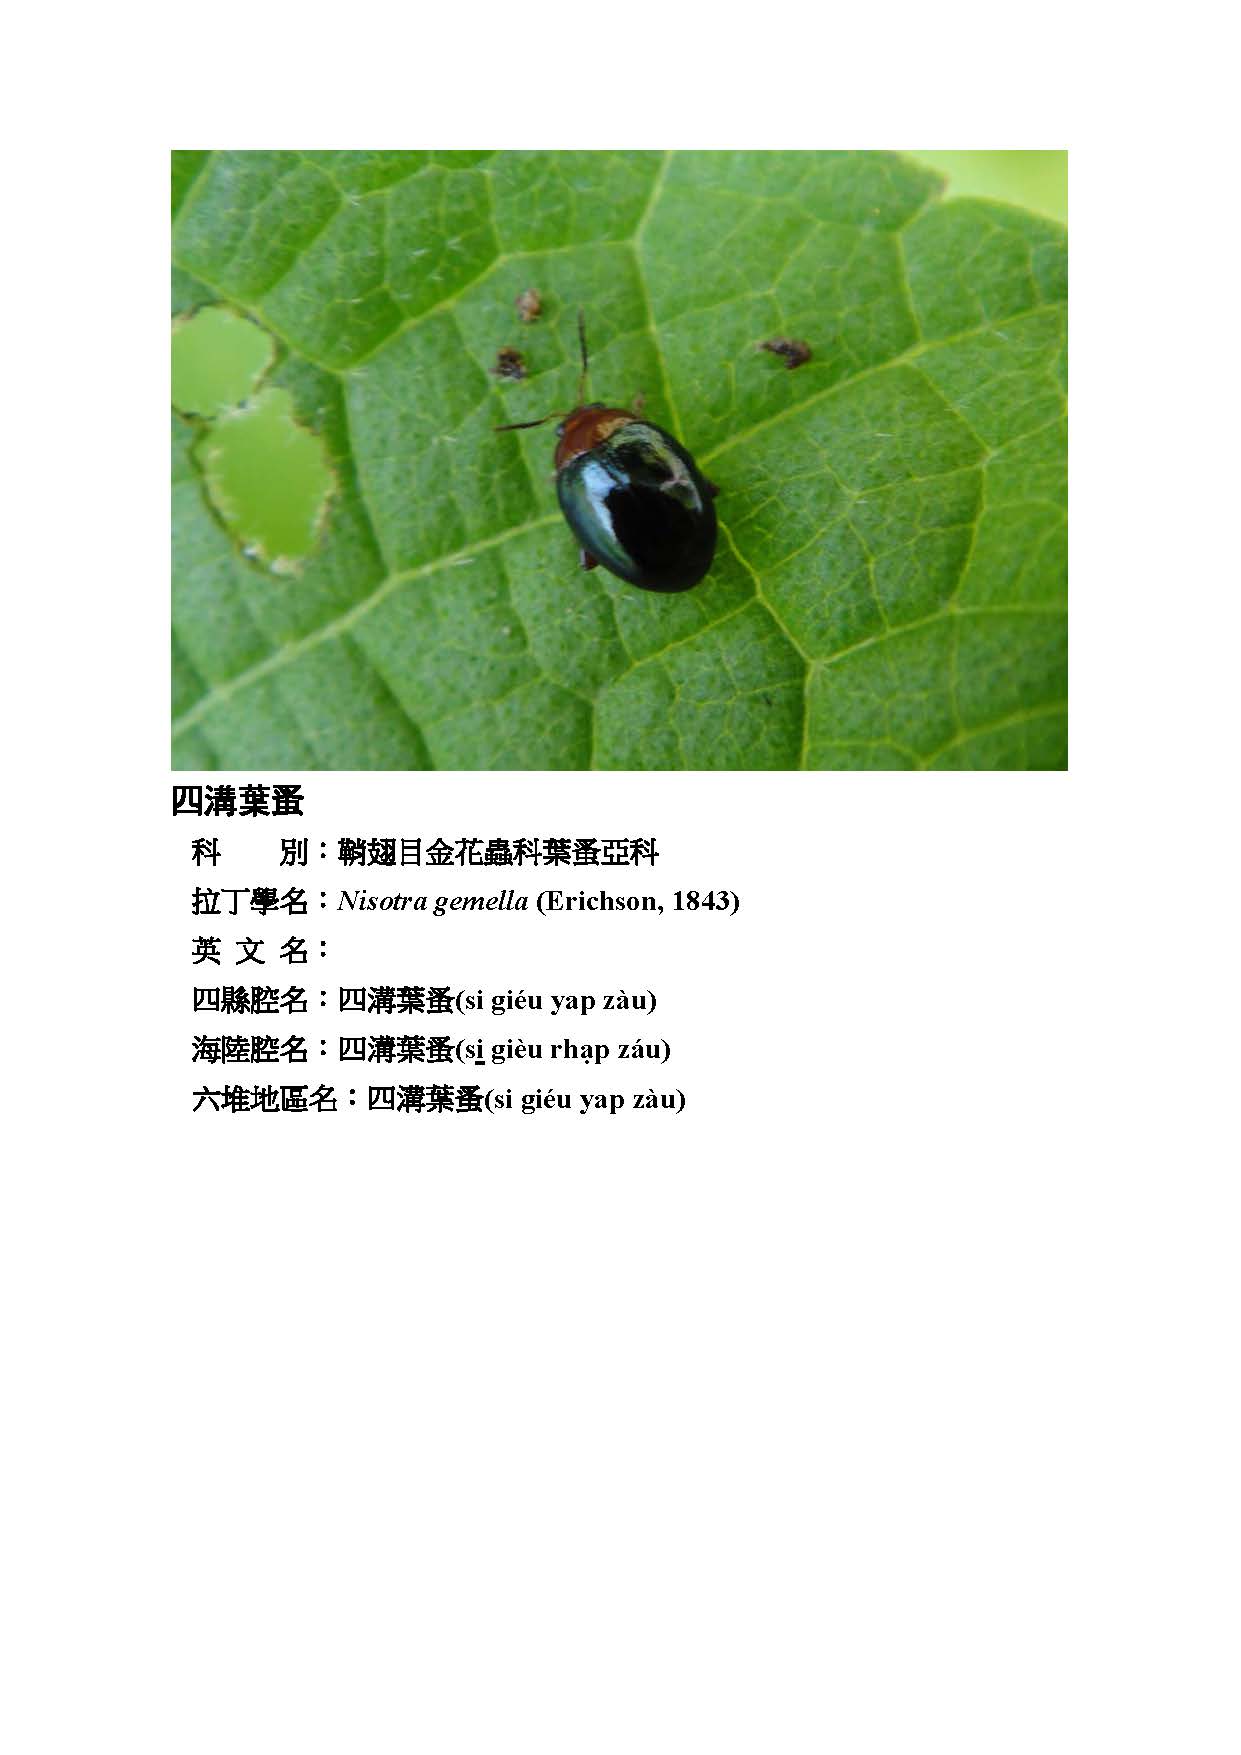 四溝葉蚤
科　　別：鞘翅目金花蟲科葉蚤亞科
拉丁學名：Nisotra gemella (Erichson, 1843)
英 文 名：
四縣腔名：四溝葉蚤(si giéu yap zàu)
海陸腔名：四溝葉蚤(si̱ gièu rhạp záu)
六堆地區名：四溝葉蚤(si giéu yap zàu)